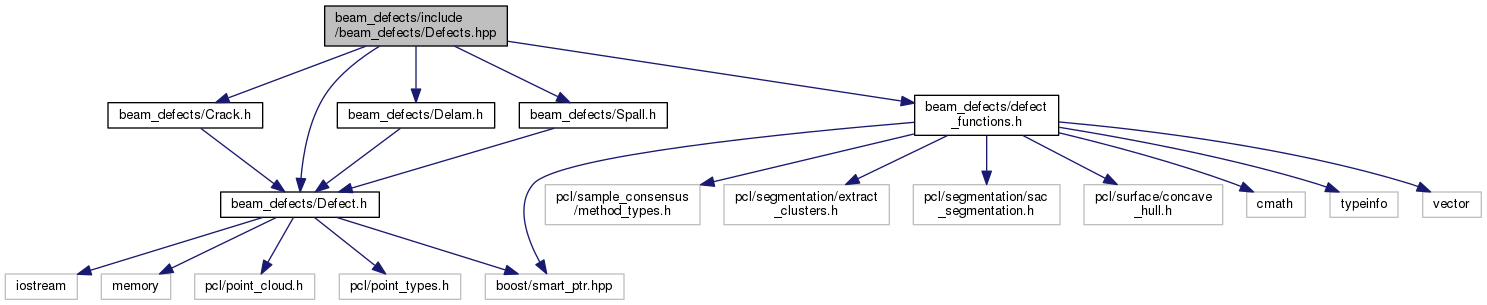 beam_defects/include
/beam_defects/Defects.hpp
beam_defects/Crack.h
beam_defects/Delam.h
beam_defects/Spall.h
beam_defects/defect
_functions.h
beam_defects/Defect.h
pcl/sample_consensus
/method_types.h
pcl/segmentation/extract
_clusters.h
pcl/segmentation/sac
_segmentation.h
pcl/surface/concave
_hull.h
cmath
typeinfo
vector
iostream
memory
pcl/point_cloud.h
pcl/point_types.h
boost/smart_ptr.hpp